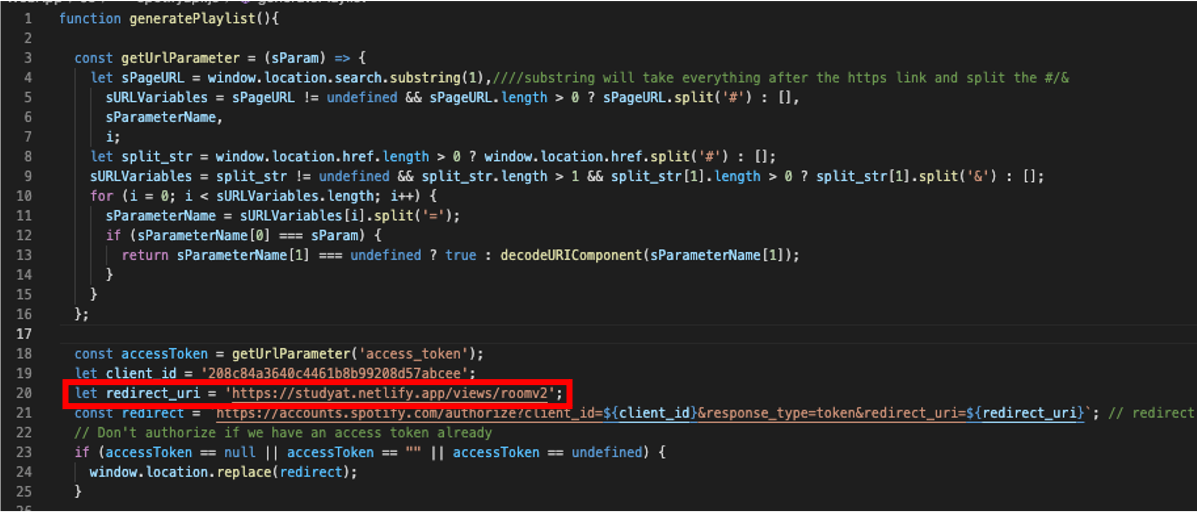 1 function generatePlaylist(){
2
3 const getUrlParameter = (sParam) => {
4 let sPageURL = window.location.search.substring(1),////substring will take everything after the https link and split the #/&
5 sURLVariables = sPageURL != undefined && sPageURL.length > 0 ? sPageURL.split('#') : [],
6 sParameterName,
7 i;
8 let split_str = window.location.href.length > 0 ? window.location.href.split('#') : [];
9 sURLVariables = split_str != undefined && split_str.length > 1 && split_str[1].length > 0 ? split_str[1].split('&') : [];
10 for (i = 0; i < sURLVariables.length; i++) {
11 sParameterName = sURLVariables[i].split('=');
12 if (sParameterName[0] === sParam) {
13 return sParameterName[1] === undefined ? true : decodeURIComponent(sParameterName[1]);
14 }
15 }
16 };
17
18 const accessToken = getUrlParameter('access_token');
19 let client_id = '208c84a3640c4461b8b99208d57abcee';
20 let redirect_uri = 'https://studyat.netlify.app/views/roomv2';
21 const redirect = `https://accounts.spotify.com/authorize?client_id=${client_id}&response_type=token&redirect_uri=${redirect_uri}`; // redirect
22 // Don't authorize if we have an access token already
23 if (accessToken == null || accessToken == "" || accessToken == undefined) {
24 window.location.replace(redirect);
25 }